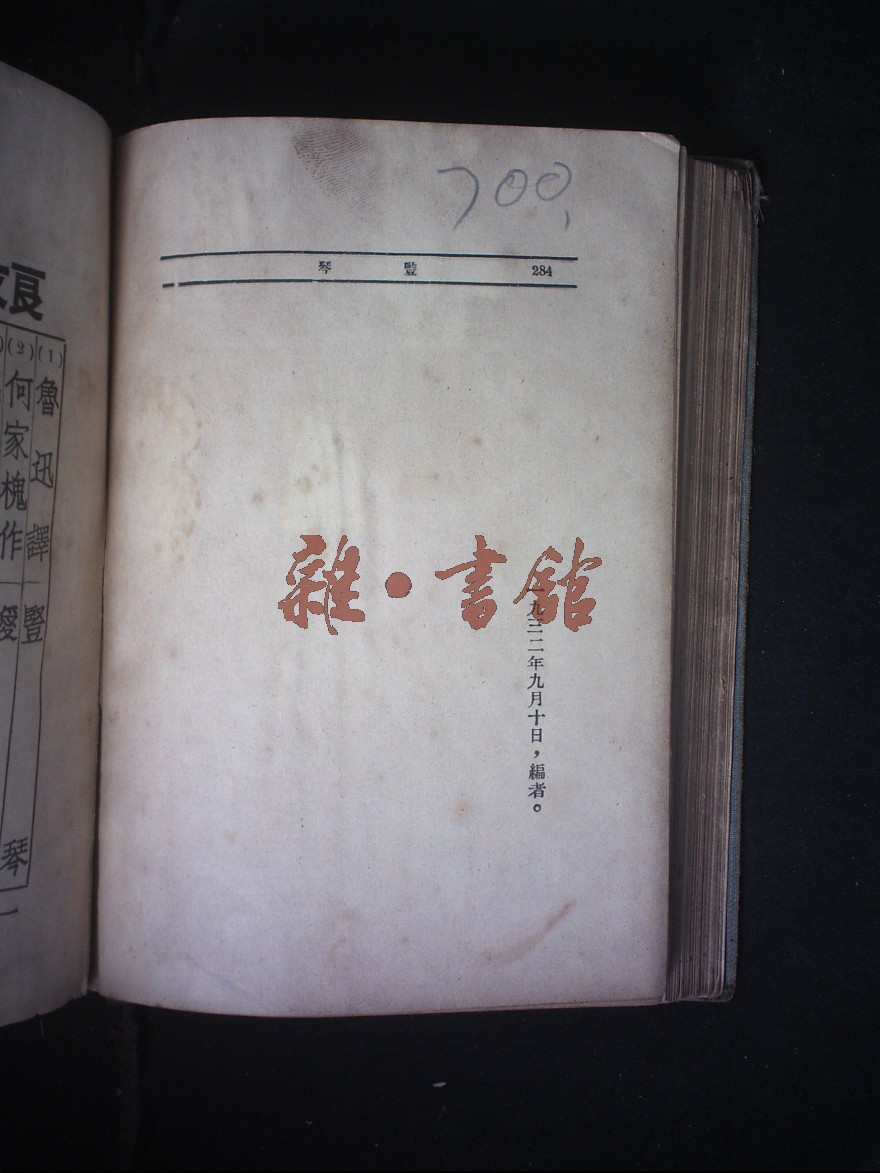 700,
琴 豎 284
雜·書館
一九三二年九月十日，編者。
良
(1) 魯迅譯 豎琴
(2) 何家槐作